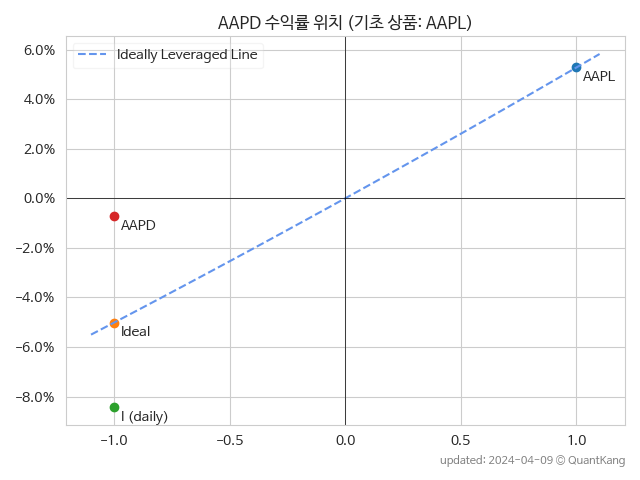 AAPD 수익률 위치 (기초 상품: AAPL)
Ideally Leveraged Line
6.0%
4.0%
2.0%
0.0%
−2.0%
−4.0%
−6.0%
−8.0%
AAPL
AAPD
Ideal
I (daily)
−1.0
−0.5
0.0
0.5
1.0
updated: 2024-04-09 © QuantKang